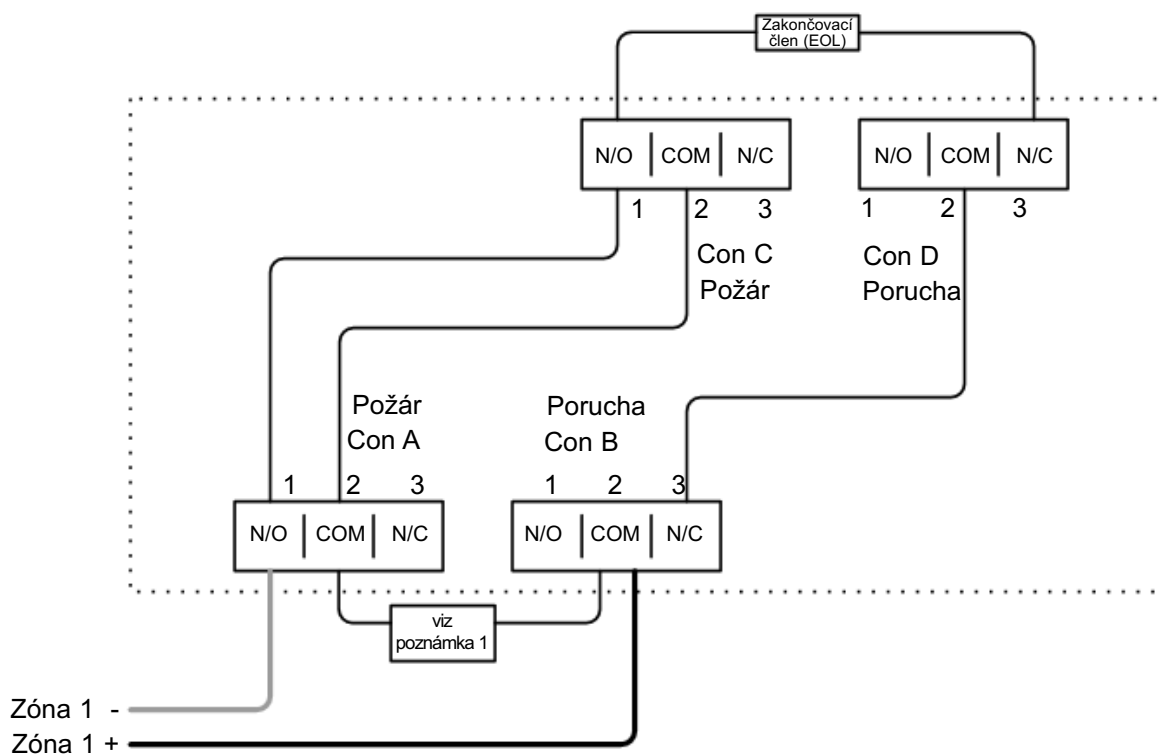 Zakončovací
člen (EOL)
N/O COM N/C
N/O COM N/C
1 2 3
1 2 3
Con C
Požár
Con D
Porucha
Požár
Con A
Porucha
Con B
1 2 3
1 2 3
N/O COM N/C
N/O COM N/C
viz
poznámka 1
Zóna 1 -
Zóna 1 +